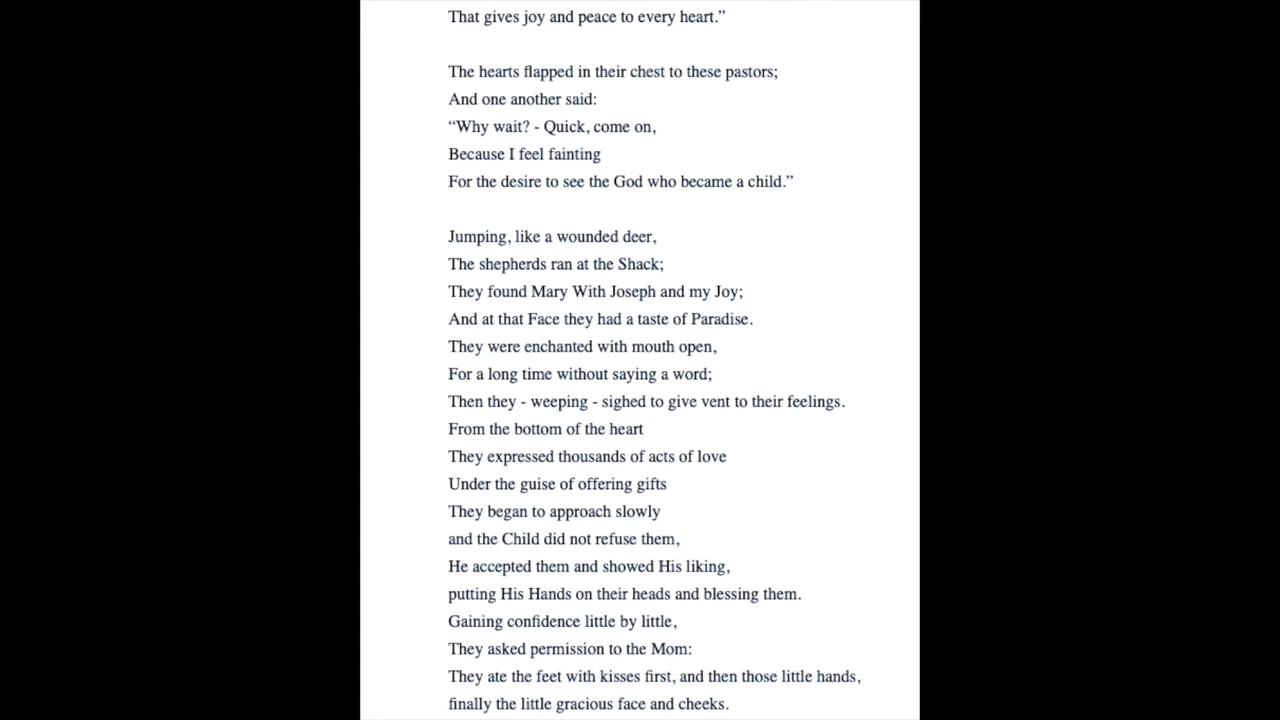 That gives joy and peace to every heart.”
The hearts flapped in their chest to these pastors;
And one another said:
“Why wait? - Quick, come on,
Because I feel fainting
For the desire to see the God who became a child.”
Jumping, like a wounded deer,
The shepherds ran at the Shack;
They found Mary With Joseph and my Joy;
And at that Face they had a taste of Paradise.
They were enchanted with mouth open,
For a long time without saying a word;
Then they - weeping - sighed to give vent to their feelings.
From the bottom of the heart
They expressed thousands of acts of love
Under the guise of offering gifts
They began to approach slowly
and the Child did not refuse them,
He accepted them and showed His liking,
putting His Hands on their heads and blessing them.
Gaining confidence little by little,
They asked permission to the Mom:
They ate the feet with kisses first, and then those little hands,
finally the little gracious face and cheeks.